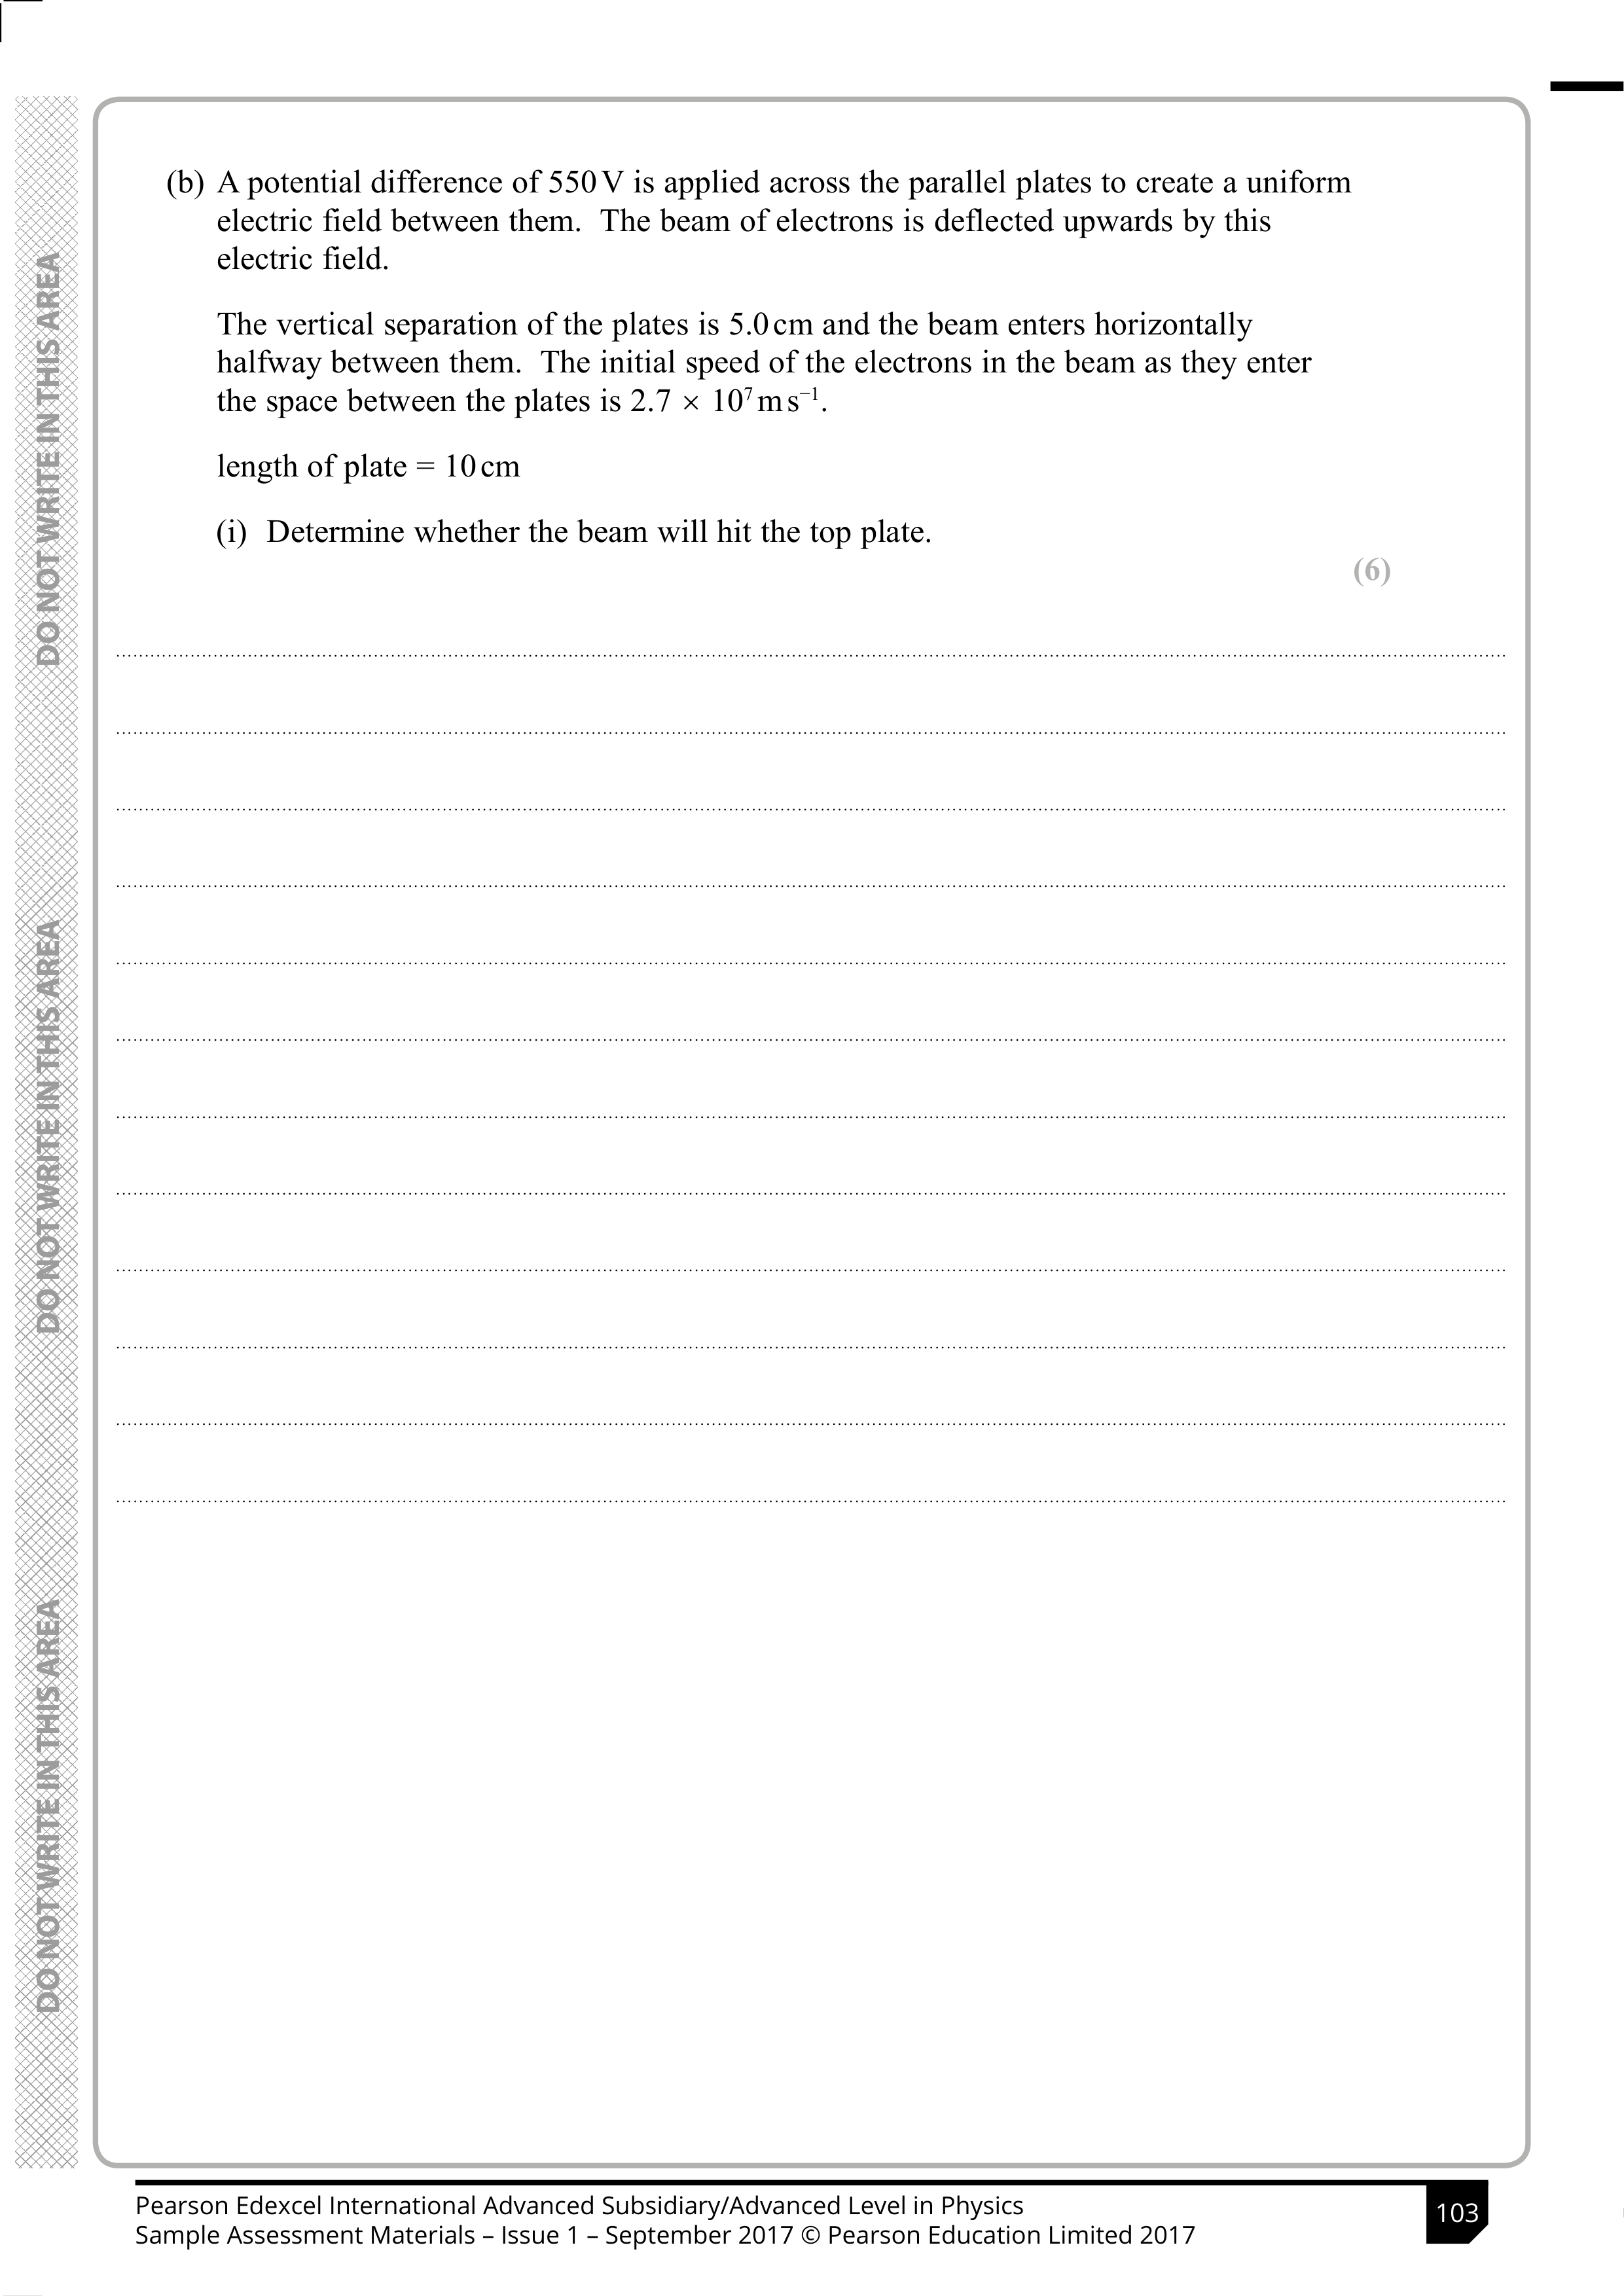 (b) A potential difference of 550 V is applied across the parallel plates to create a uniform
electric field between them. The beam of electrons is deflected upwards by this
electric field.
The vertical separation of the plates is 5.0 cm and the beam enters horizontally
halfway between them. The initial speed of the electrons in the beam as they enter
the space between the plates is 2.7 × 10⁷ m s⁻¹.
length of plate = 10 cm
(i) Determine whether the beam will hit the top plate.
(6)
DO NOT WRITE IN THIS AREA
DO NOT WRITE IN THIS AREA
DO NOT WRITE IN THIS AREA
Pearson Edexcel International Advanced Subsidiary/Advanced Level in Physics
Sample Assessment Materials – Issue 1 – September 2017 © Pearson Education Limited 2017
103